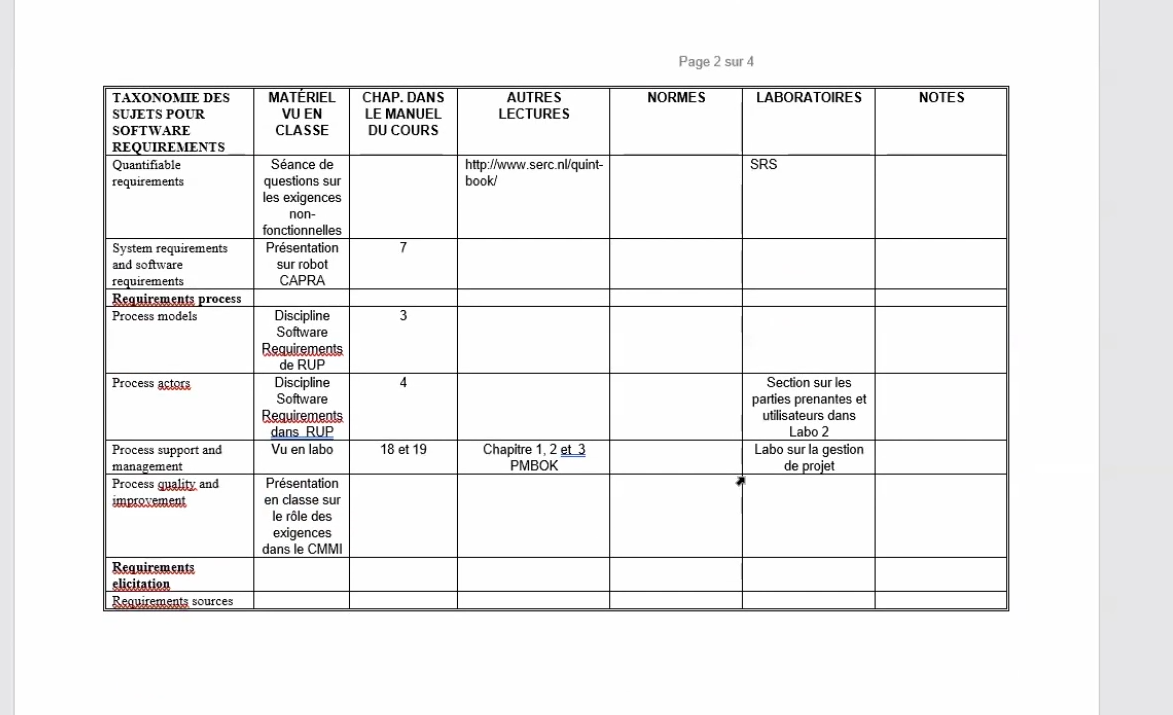 Page 2 sur 4
TAXONOMIE DES
SUJETS POUR
SOFTWARE
REQUIREMENTS
MATÉRIEL
VU EN
CLASSE
CHAP. DANS
LE MANUEL
DU COURS
AUTRES
LECTURES
NORMES
LABORATOIRES
NOTES
Quantifiable
requirements
Séance de
questions sur
les exigences
non-
fonctionnelles
http://www.serc.nl/quint-
book/
SRS
System requirements
and software
requirements
Présentation
sur robot
CAPRA
7
Requirements process
Process models
Discipline
Software
Requirements
de RUP
3
Process actors
Discipline
Software
Requirements
dans RUP
4
Section sur les
parties prenantes et
utilisateurs dans
Labo 2
Process support and
management
Vu en labo
18 et 19
Chapitre 1, 2 et 3
PMBOK
Labo sur la gestion
de projet
Process quality and
improvement
Présentation
en classe sur
le rôle des
exigences
dans le CMMI
Requirements
elicitation
Requirements sources